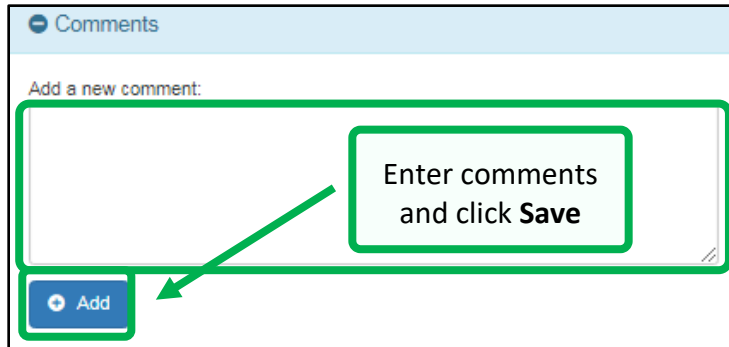 Comments
Add a new comment:
Enter comments
and click Save
Add